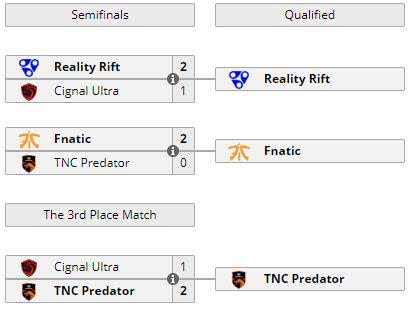 Semifinals
Qualified
Reality Rift 2
Cignal Ultra 1
Reality Rift
Fnatic 2
TNC Predator 0
Fnatic
The 3rd Place Match
Cignal Ultra 1
TNC Predator 2
TNC Predator